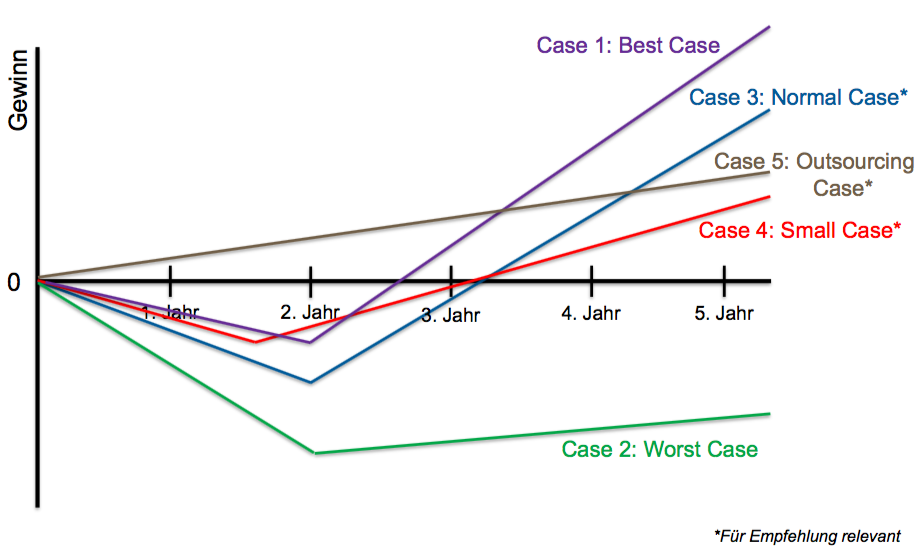 Case 1: Best Case
Gewinn
Case 3: Normal Case*
Case 5: Outsourcing
Case*
Case 4: Small Case*
0
1. Jahr
2. Jahr
3. Jahr
4. Jahr
5. Jahr
Case 2: Worst Case
*Für Empfehlung relevant